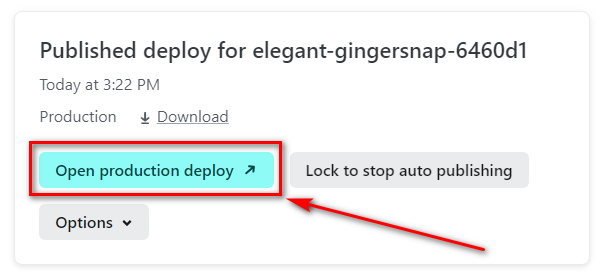 Published deploy for elegant-gingersnap-6460d1
Today at 3:22 PM
Production Download
Open production deploy Lock to stop auto publishing
Options